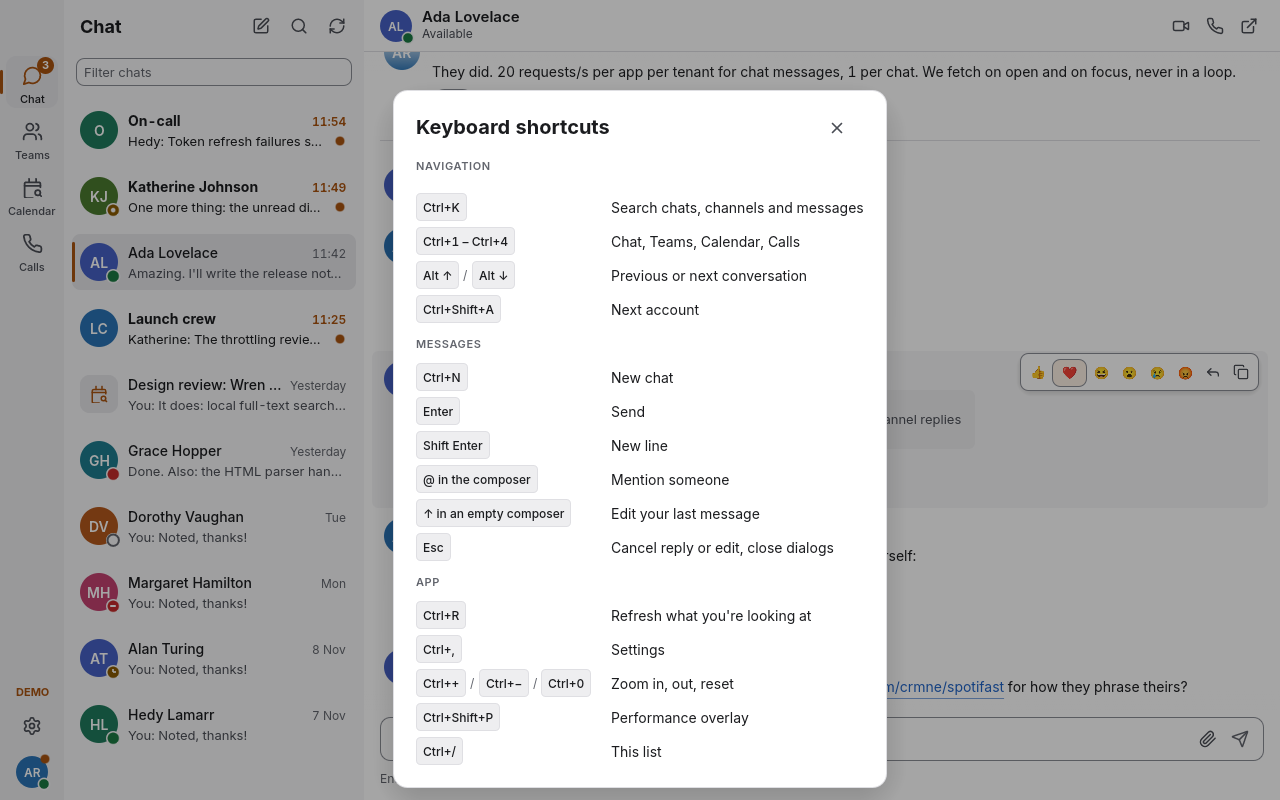 Chat
Filter chats
3
Chat
Teams
Calendar
Calls
DEMO
AR
O
On-call
11:54
Hedy: Token refresh failures s...
KJ
Katherine Johnson
11:49
One more thing: the unread di...
AL
Ada Lovelace
11:42
Amazing. I'll write the release not...
LC
Launch crew
11:25
Katherine: The throttling revie...
Design review: Wren ...
Yesterday
You: It does: local full-text search...
GH
Grace Hopper
Yesterday
Done. Also: the HTML parser han...
DV
Dorothy Vaughan
Tue
You: Noted, thanks!
MH
Margaret Hamilton
Mon
You: Noted, thanks!
AT
Alan Turing
8 Nov
You: Noted, thanks!
HL
Hedy Lamarr
7 Nov
You: Noted, thanks!
AL
Ada Lovelace
Available
AR
They did. 20 requests/s per app per tenant for chat messages, 1 per chat. We fetch on open and on focus, never in a loop.
Keyboard shortcuts
NAVIGATION
Ctrl+K Search chats, channels and messages
Ctrl+1 – Ctrl+4 Chat, Teams, Calendar, Calls
Alt ↑ / Alt ↓ Previous or next conversation
Ctrl+Shift+A Next account
MESSAGES
Ctrl+N New chat
Enter Send
Shift Enter New line
@ in the composer Mention someone
↑ in an empty composer Edit your last message
Esc Cancel reply or edit, close dialogs
APP
Ctrl+R Refresh what you're looking at
Ctrl+, Settings
Ctrl++ / Ctrl+− / Ctrl+0 Zoom in, out, reset
Ctrl+Shift+P Performance overlay
Ctrl+/ This list
annel replies
rself:
m/crmne/spotifast for how they phrase theirs?